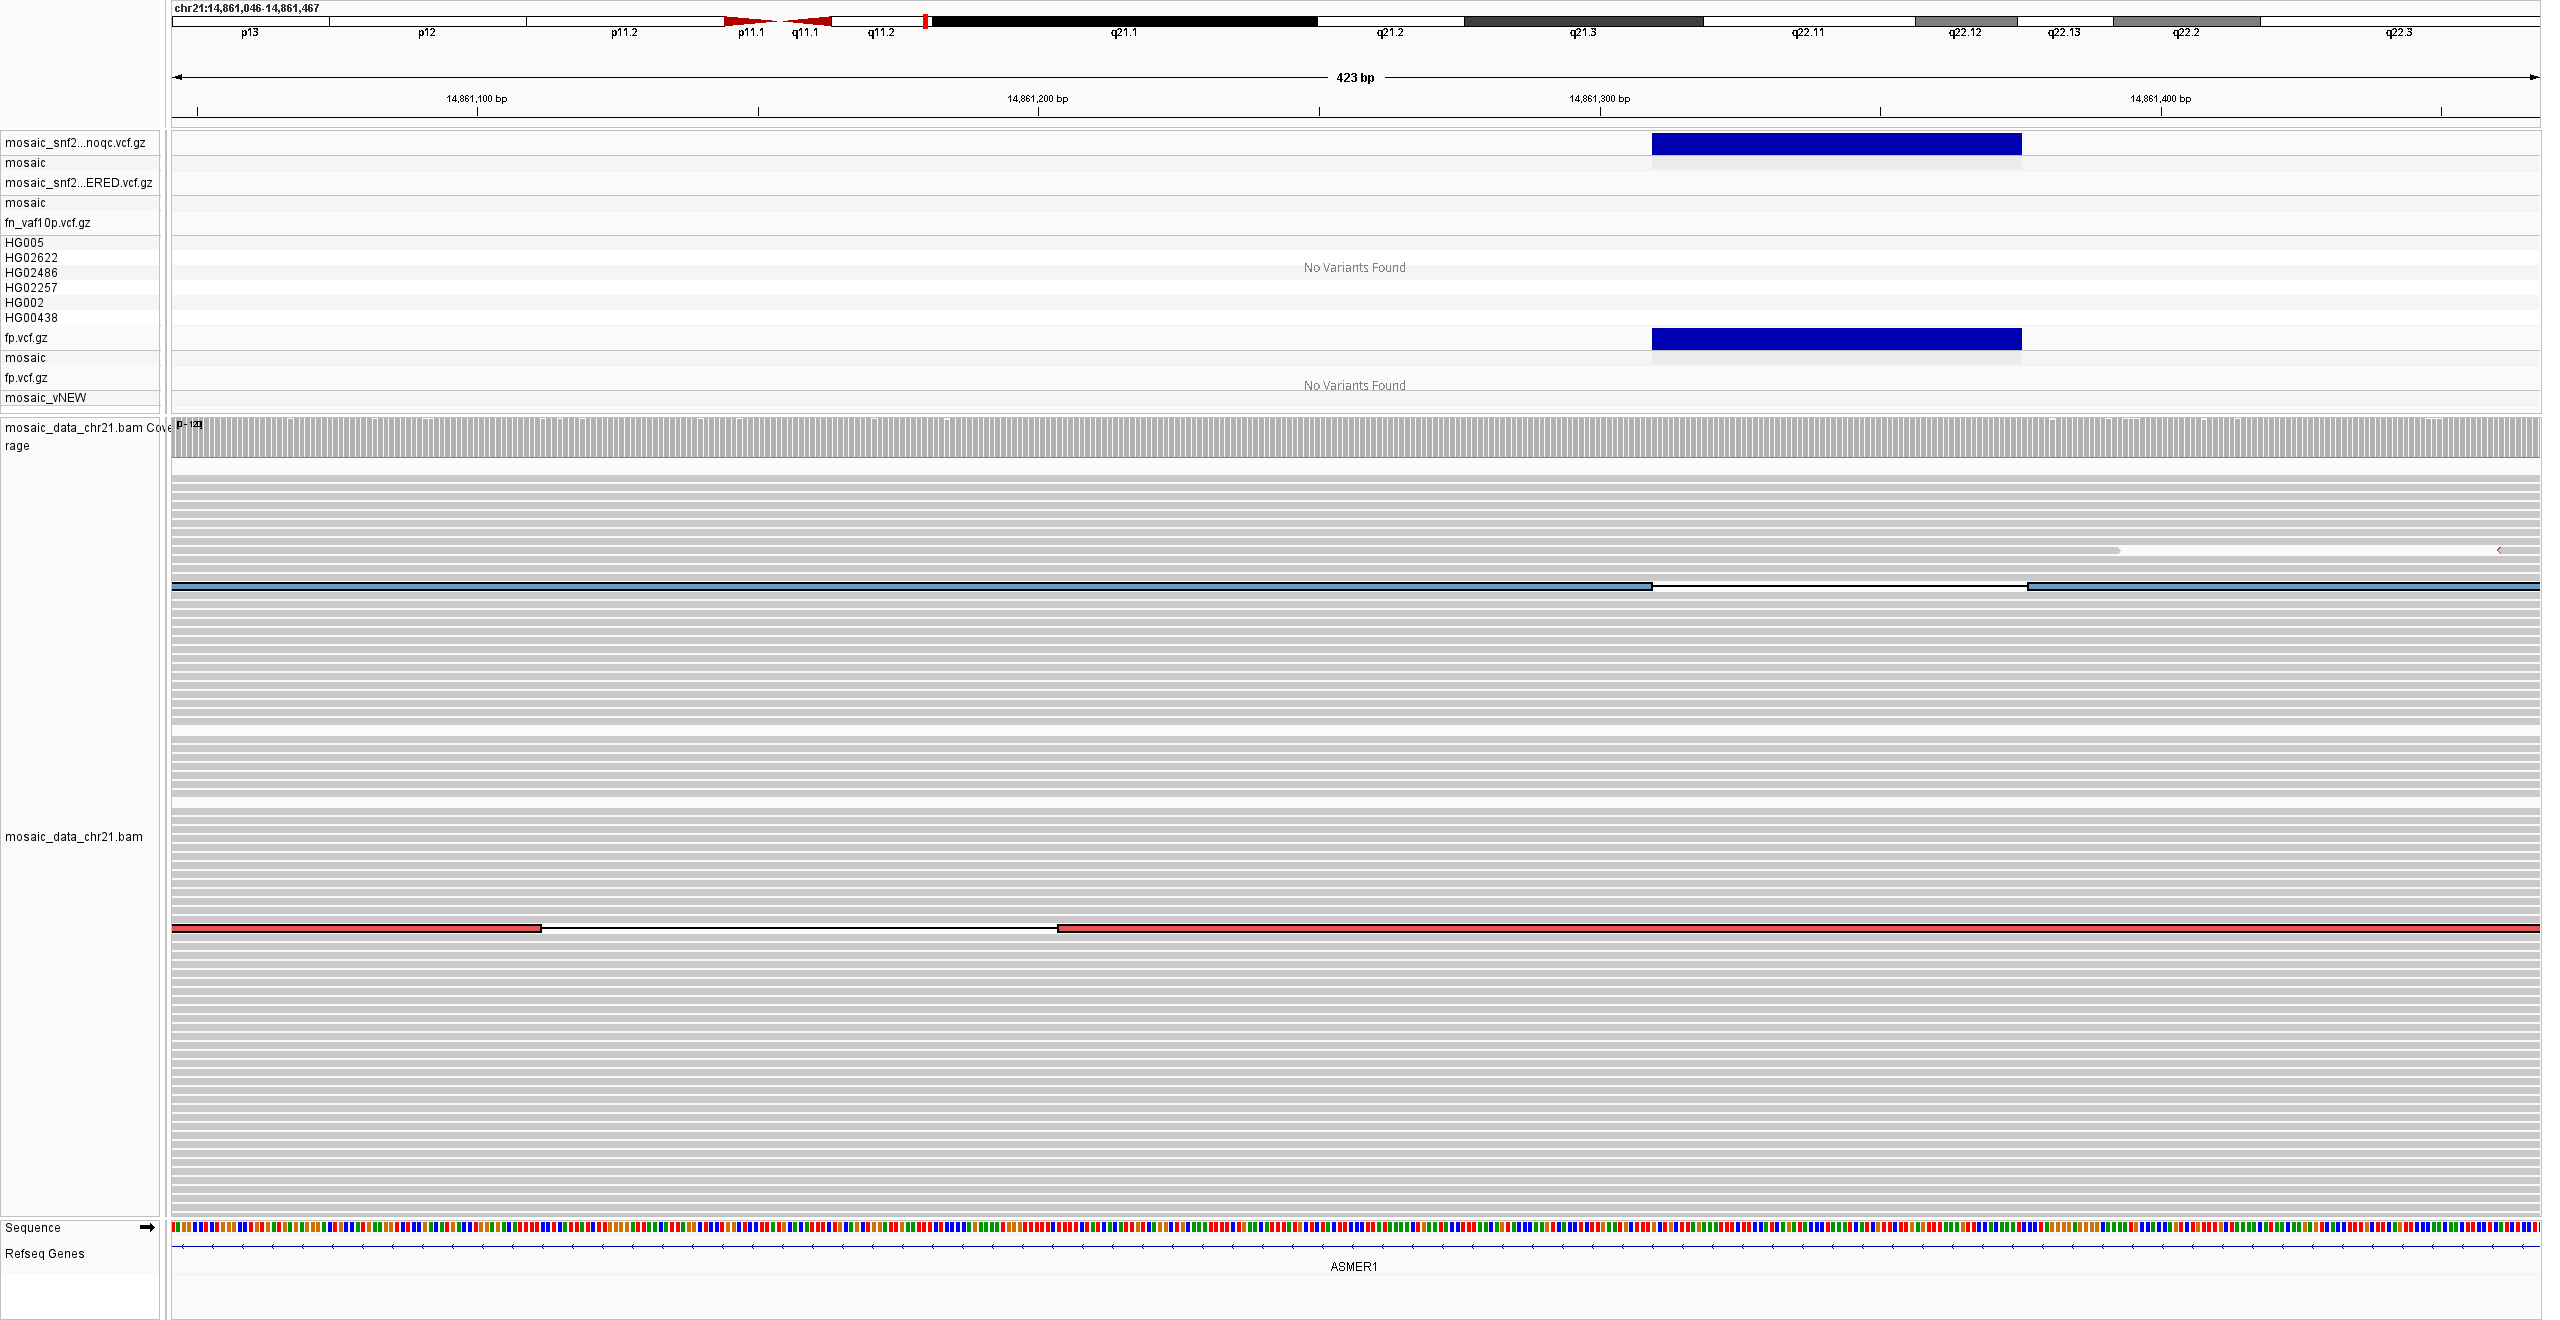 chr21:14,861,046-14,861,467
p13 p12 p11.2 p11.1 q11.1 q11.2 q21.1 q21.2 q21.3 q22.11 q22.12 q22.13 q22.2 q22.3
423 bp
14,861,100 bp 14,861,200 bp 14,861,300 bp 14,861,400 bp
mosaic_snf2...noqc.vcf.gz
mosaic
mosaic_snf2...ERED.vcf.gz
mosaic
fn_vaf10p.vcf.gz
HG005
HG02622
HG02486 No Variants Found
HG02257
HG002
HG00438
fp.vcf.gz
mosaic
fp.vcf.gz
No Variants Found
mosaic_vNEW
mosaic_data_chr21.bam Cove [0 - 120]
rage
mosaic_data_chr21.bam
Sequence
Refseq Genes
ASMER1